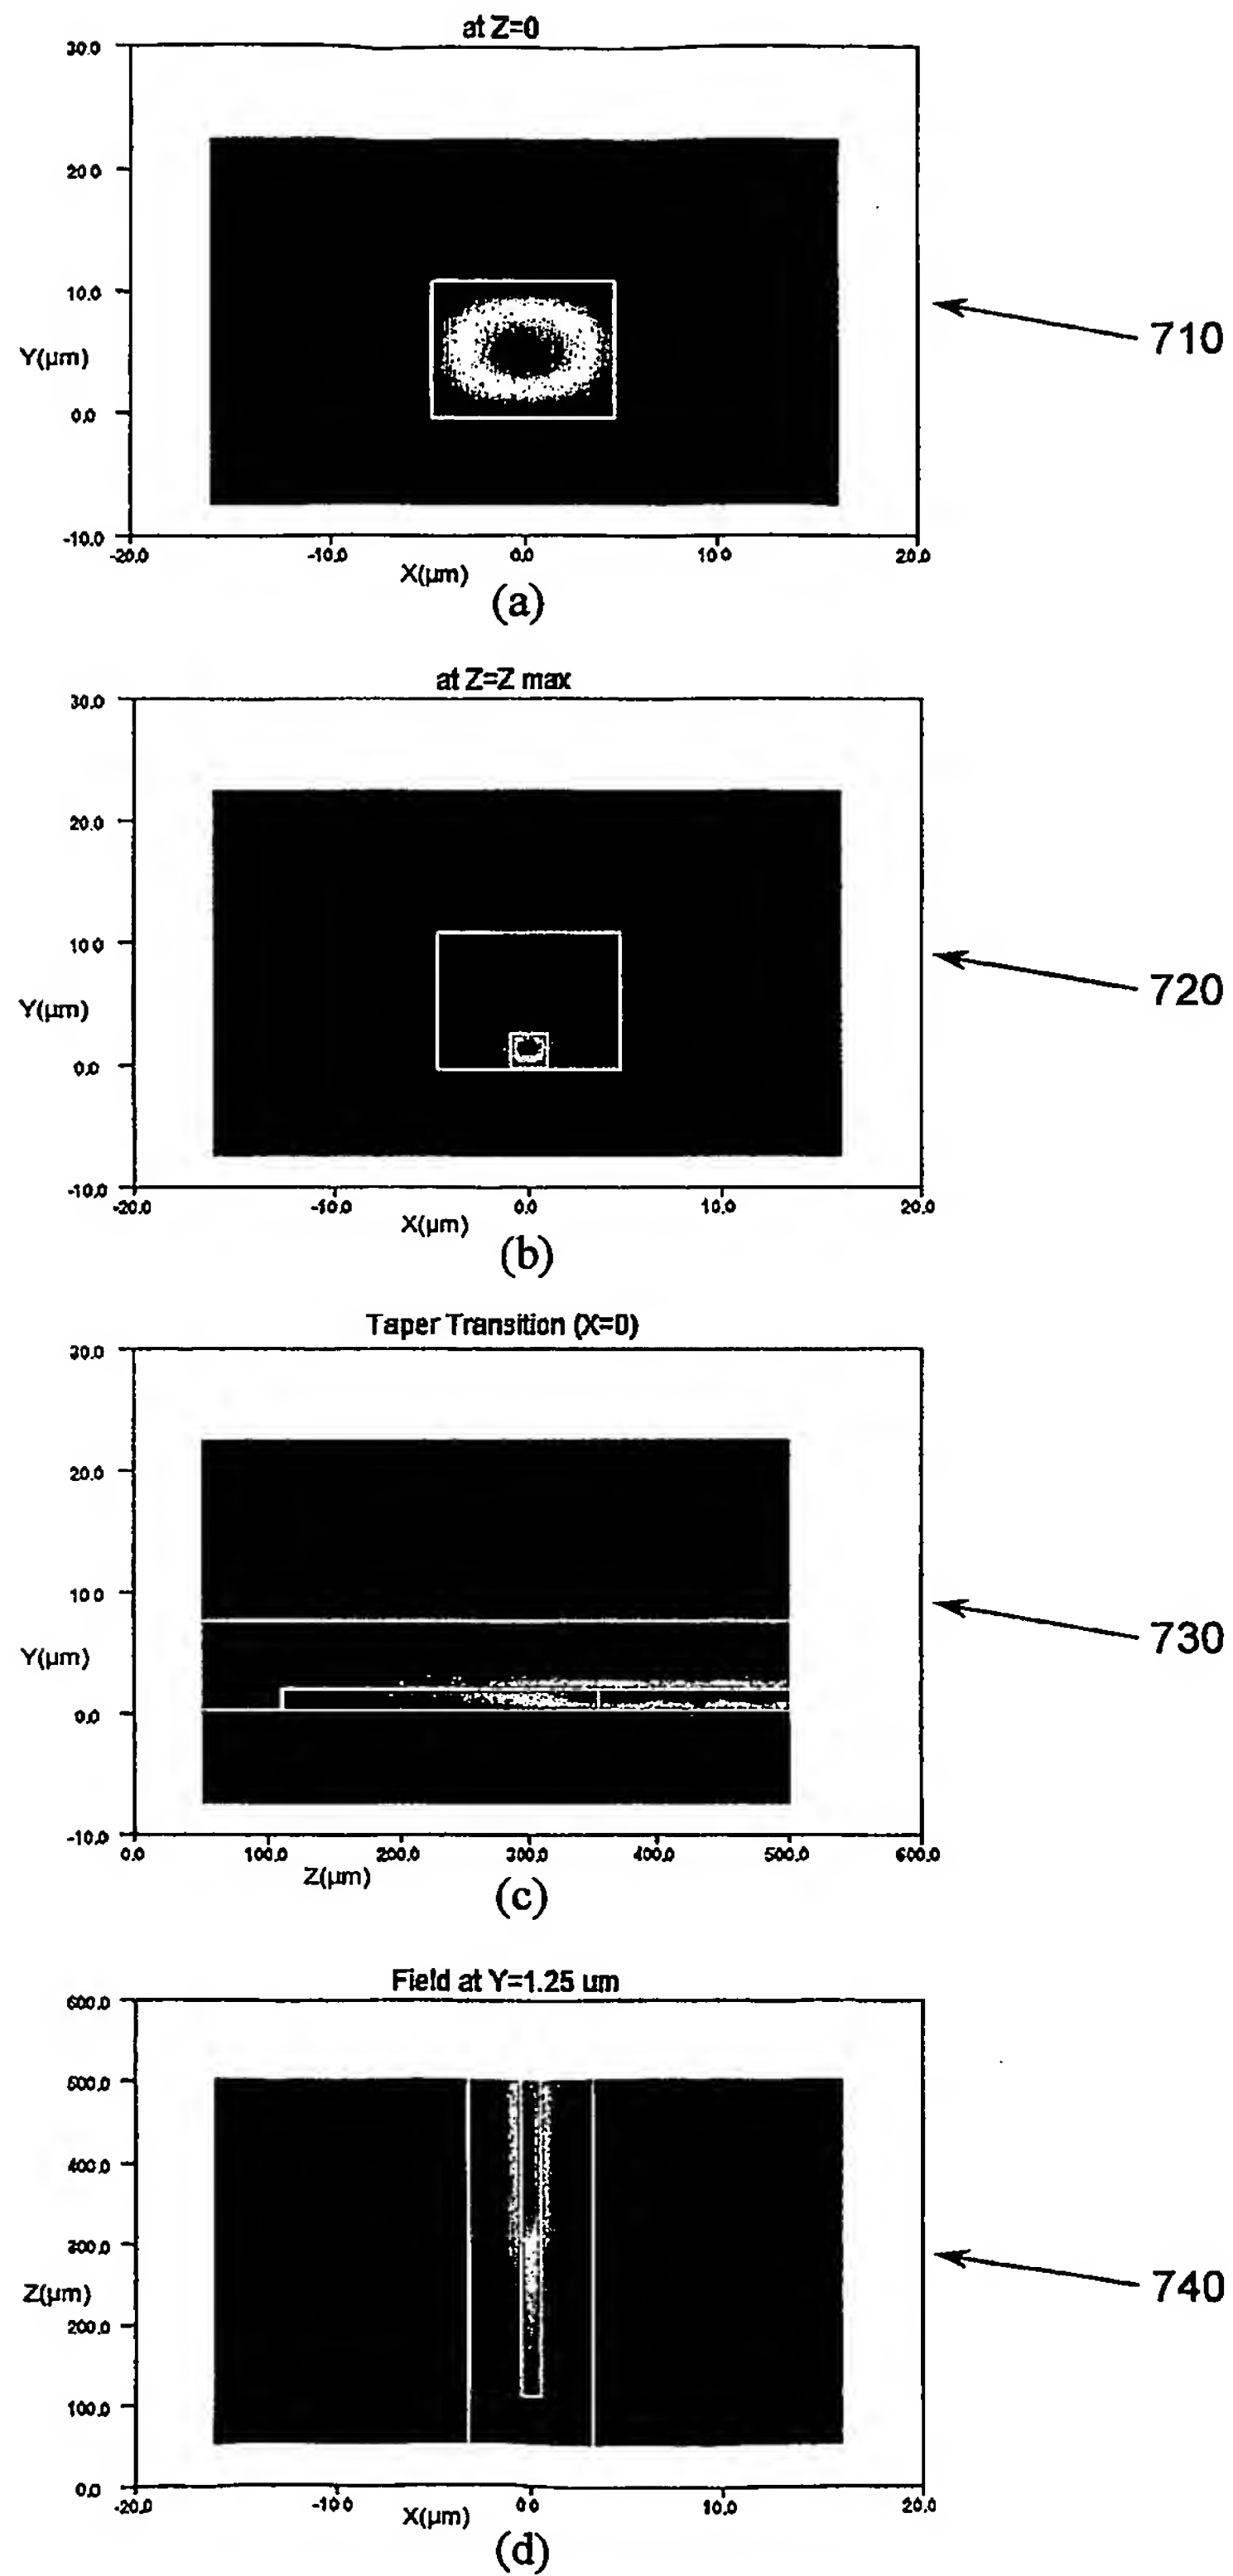 at Z=0
30.0
20.0
10.0
Y(μm)
0.0
-10.0
-20.0 -10.0 0.0 10.0 20.0
X(μm)
(a)
710
at Z=Z max
30.0
20.0
10.0
Y(μm)
0.0
-10.0
-20.0 -10.0 0.0 10.0 20.0
X(μm)
(b)
720
Taper Transition (X=0)
30.0
20.0
10.0
Y(μm)
0.0
-10.0
0.0 100.0 200.0 300.0 400.0 500.0 600.0
Z(μm)
(c)
730
Field at Y=1.25 um
600.0
500.0
400.0
300.0
Z(μm)
200.0
100.0
0.0
-20.0 -10.0 0.0 10.0 20.0
X(μm)
(d)
740